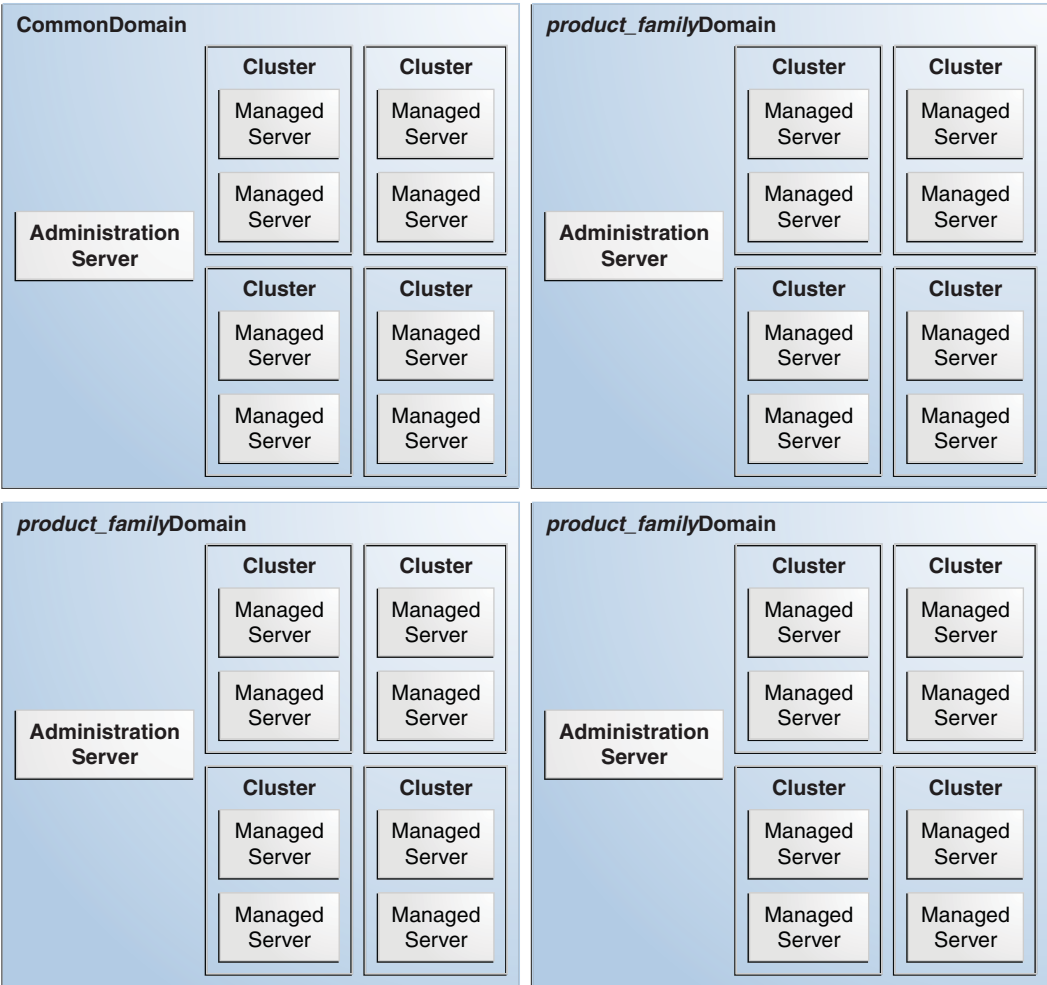 CommonDomain
Cluster
Cluster
Managed
Server
Managed
Server
Managed
Server
Managed
Server
Administration
Server
Cluster
Cluster
Managed
Server
Managed
Server
Managed
Server
Managed
Server
product_familyDomain
Cluster
Cluster
Managed
Server
Managed
Server
Managed
Server
Managed
Server
Administration
Server
Cluster
Cluster
Managed
Server
Managed
Server
Managed
Server
Managed
Server
product_familyDomain
Cluster
Cluster
Managed
Server
Managed
Server
Managed
Server
Managed
Server
Administration
Server
Cluster
Cluster
Managed
Server
Managed
Server
Managed
Server
Managed
Server
product_familyDomain
Cluster
Cluster
Managed
Server
Managed
Server
Managed
Server
Managed
Server
Administration
Server
Cluster
Cluster
Managed
Server
Managed
Server
Managed
Server
Managed
Server